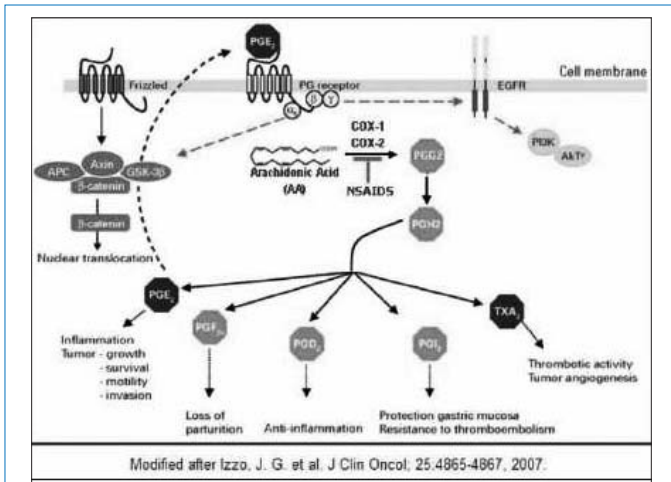 PGE2
Cell membrane
Frizzled
PG receptor
EGFR
αs
β
γ
COX-1
COX-2
PI3K
Akt
Axin
APC
GSK-3β
β-catenin
COOH
Arachidonic Acid
(AA)
NSAIDS
PGG2
β-catenin
PGH2
Nuclear translocation
PGE2
TXA2
PGF2α
PGD2
PGI2
Inflammation
Tumor - growth
- survival
- motility
- invasion
Thrombotic activity
Tumor angiogenesis
Loss of
parturition
Anti-inflammation
Protection gastric mucosa
Resistance to thromboembolism
Modified after Izzo, J. G. et al. J Clin Oncol; 25:4865-4867, 2007.